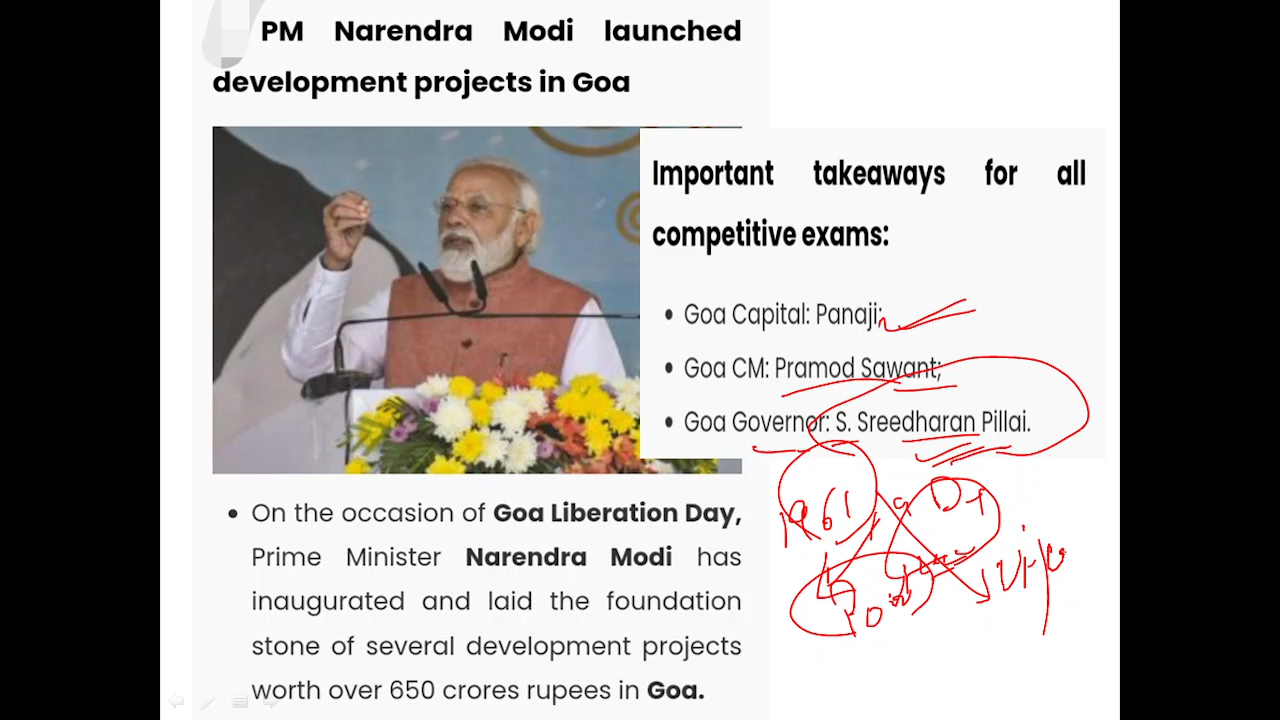 PM Narendra Modi launched
development projects in Goa
Important takeaways for all
competitive exams:
• Goa Capital: Panaji;
• Goa CM: Pramod Sawant;
• Goa Governor: S. Sreedharan Pillai.
1961
• On the occasion of Goa Liberation Day,
Prime Minister Narendra Modi has
inaugurated and laid the foundation
stone of several development projects
worth over 650 crores rupees in Goa.